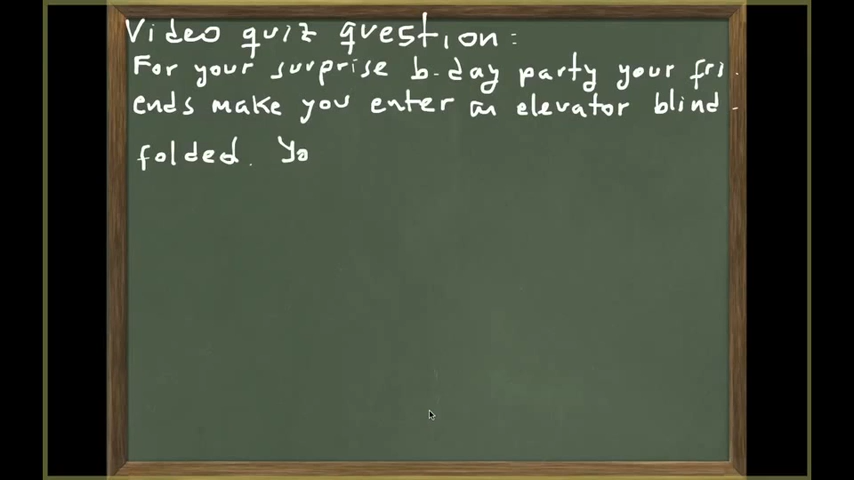 Video quiz question:
For your surprise b-day party your fri-
ends make you enter an elevator blind-
folded. Yo